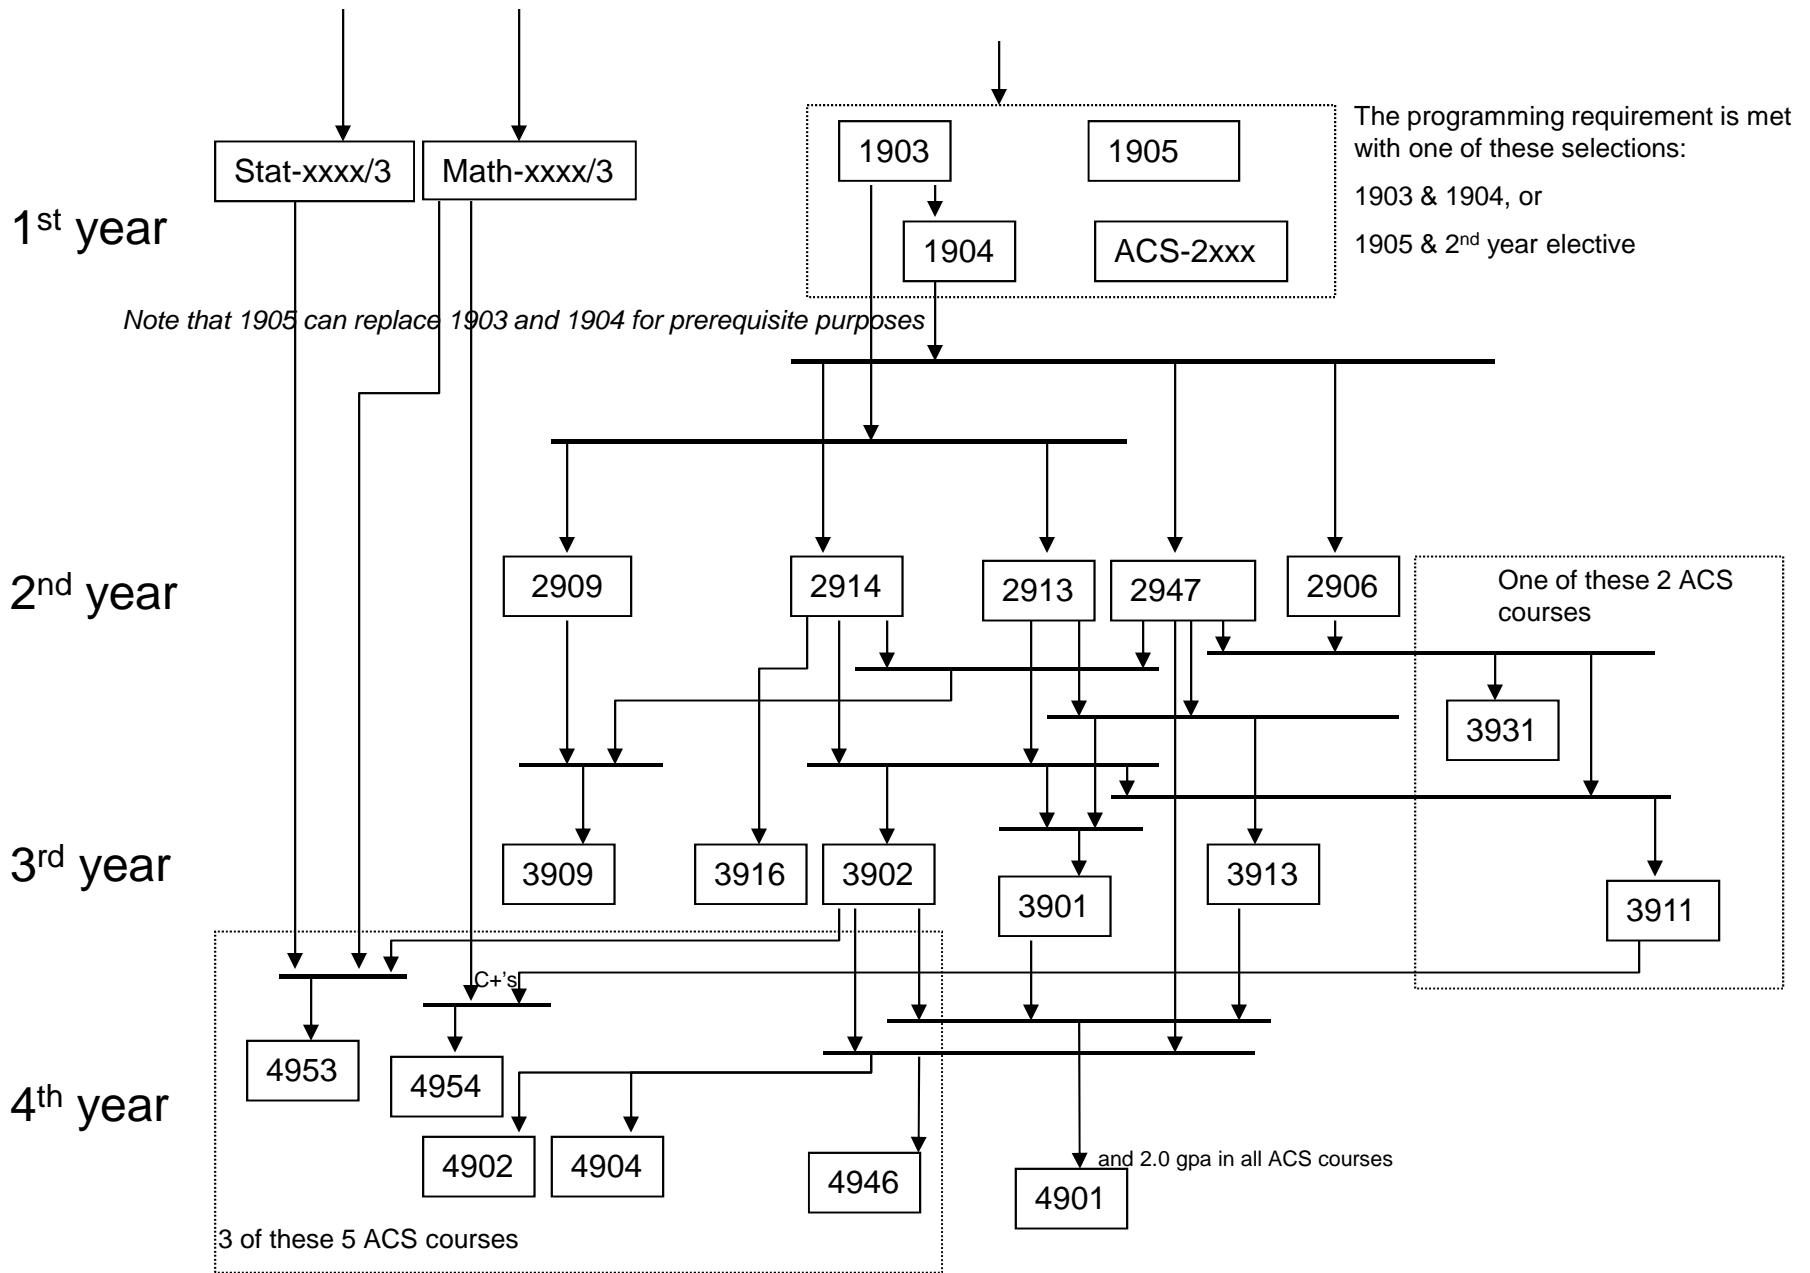 The programming requirement is met
with one of these selections:
1903 & 1904, or
1905 & 2nd year elective
1903
1905
Stat-xxxx/3
Math-xxxx/3
1st year
1904
ACS-2xxx
Note that 1905 can replace 1903 and 1904 for prerequisite purposes
2nd year
2909
2914
2913
2947
2906
One of these 2 ACS
courses
3931
3rd year
3909
3916
3902
3901
3913
3911
C+'s
4th year
4953
4954
4902
4904
4946
and 2.0 gpa in all ACS courses
4901
3 of these 5 ACS courses